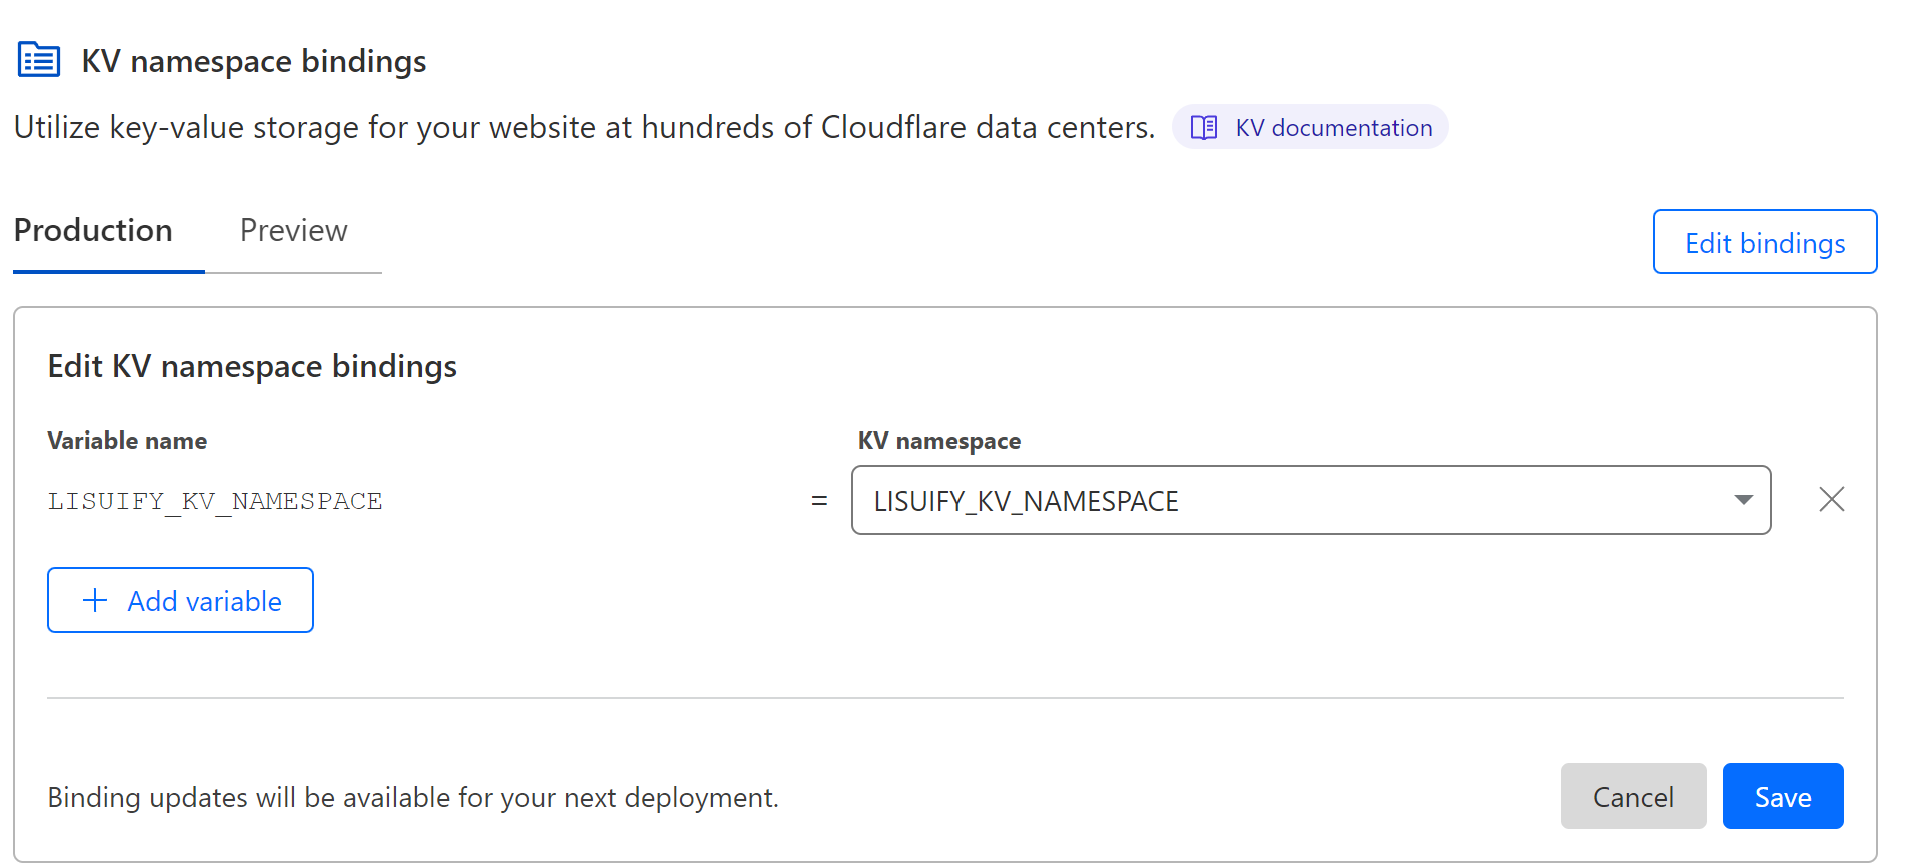 KV namespace bindings
Utilize key-value storage for your website at hundreds of Cloudflare data centers. KV documentation
Production Preview Edit bindings
Edit KV namespace bindings
Variable name KV namespace
LISUIFY_KV_NAMESPACE = LISUIFY_KV_NAMESPACE
+ Add variable
Binding updates will be available for your next deployment. Cancel Save